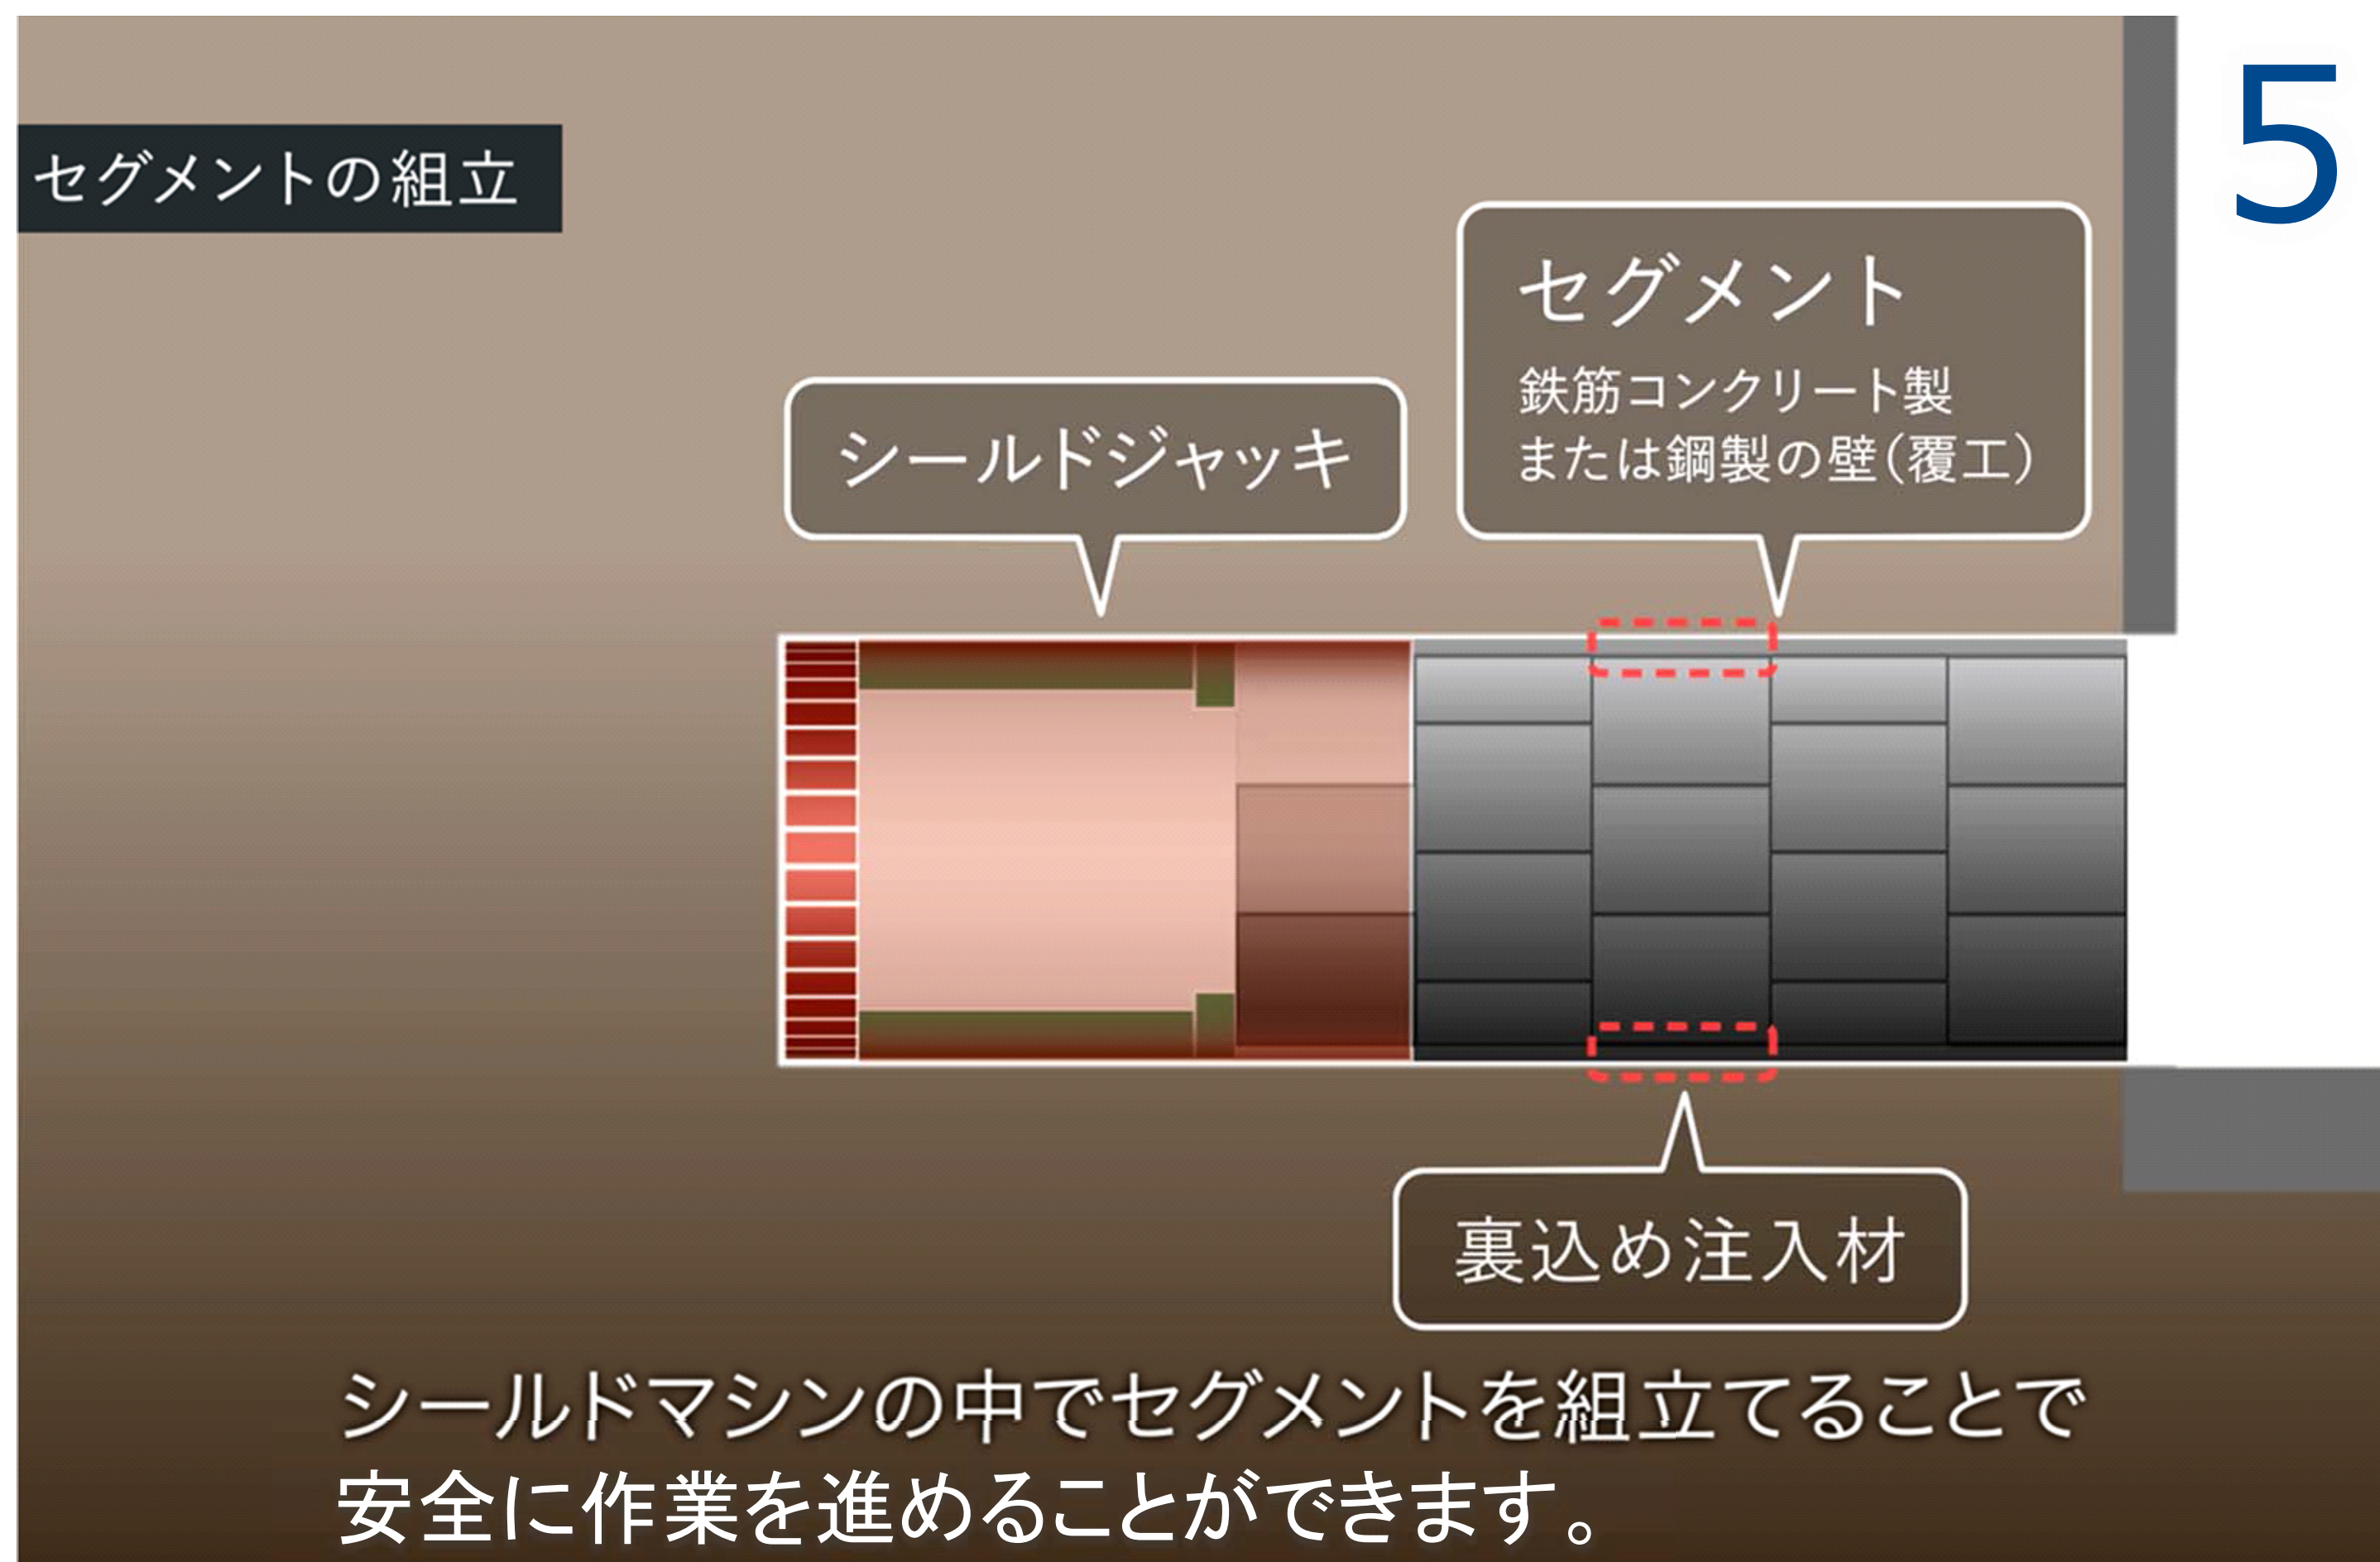 5
セグメントの組立
セグメント
鉄筋コンクリート製
または鋼製の壁（覆工）
シールドジャッキ
裏込め注入材
シールドマシンの中でセグメントを組立てることで
安全に作業を進めることができます。